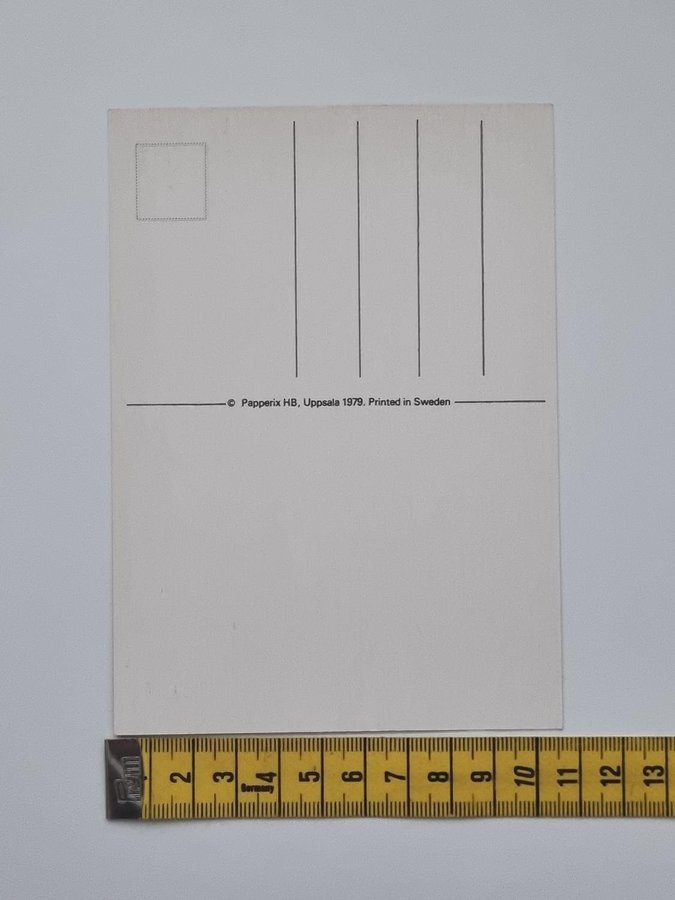 © Papperix HB, Uppsala 1979. Printed in Sweden
2 3 4 5 6 7 8 9 10 11 12 13
Germany